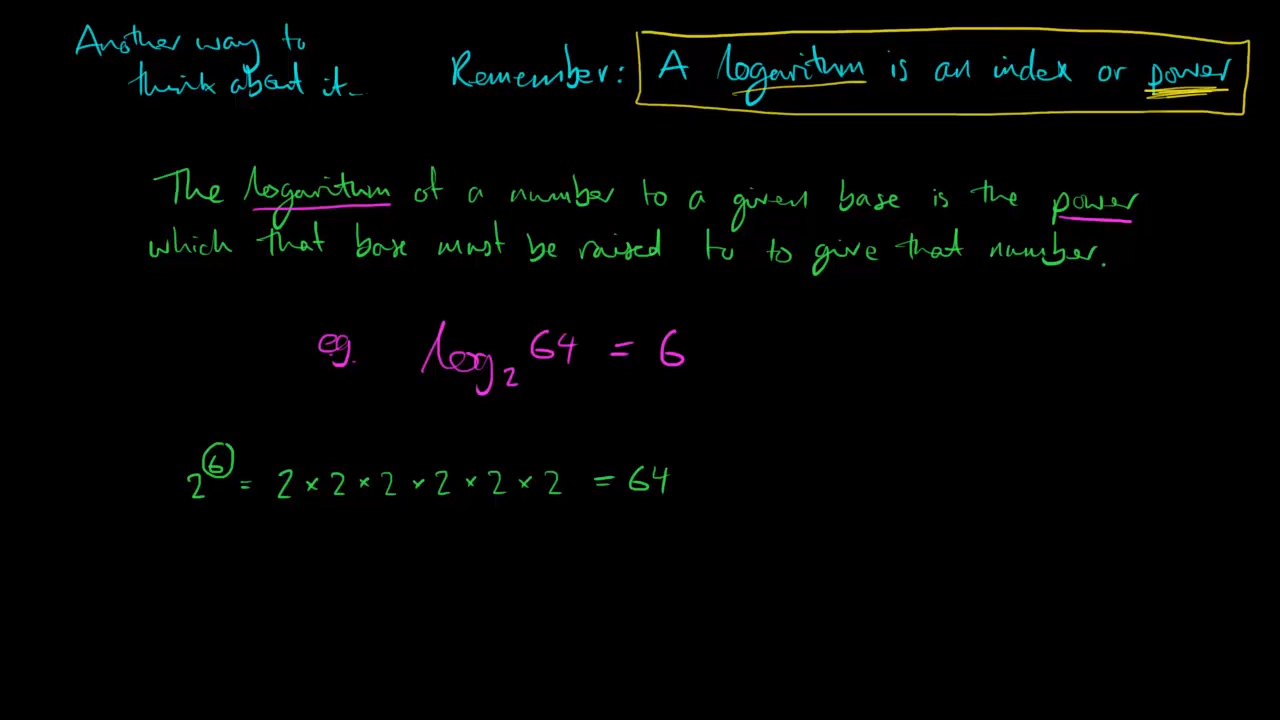 Another way to
think about it.
Remember: A logarithm is an index or power
The logarithm of a number to a given base is the power
which that base must be raised to to give that number.
eg. log₂ 64 = 6
2⁶ = 2 × 2 × 2 × 2 × 2 × 2 = 64